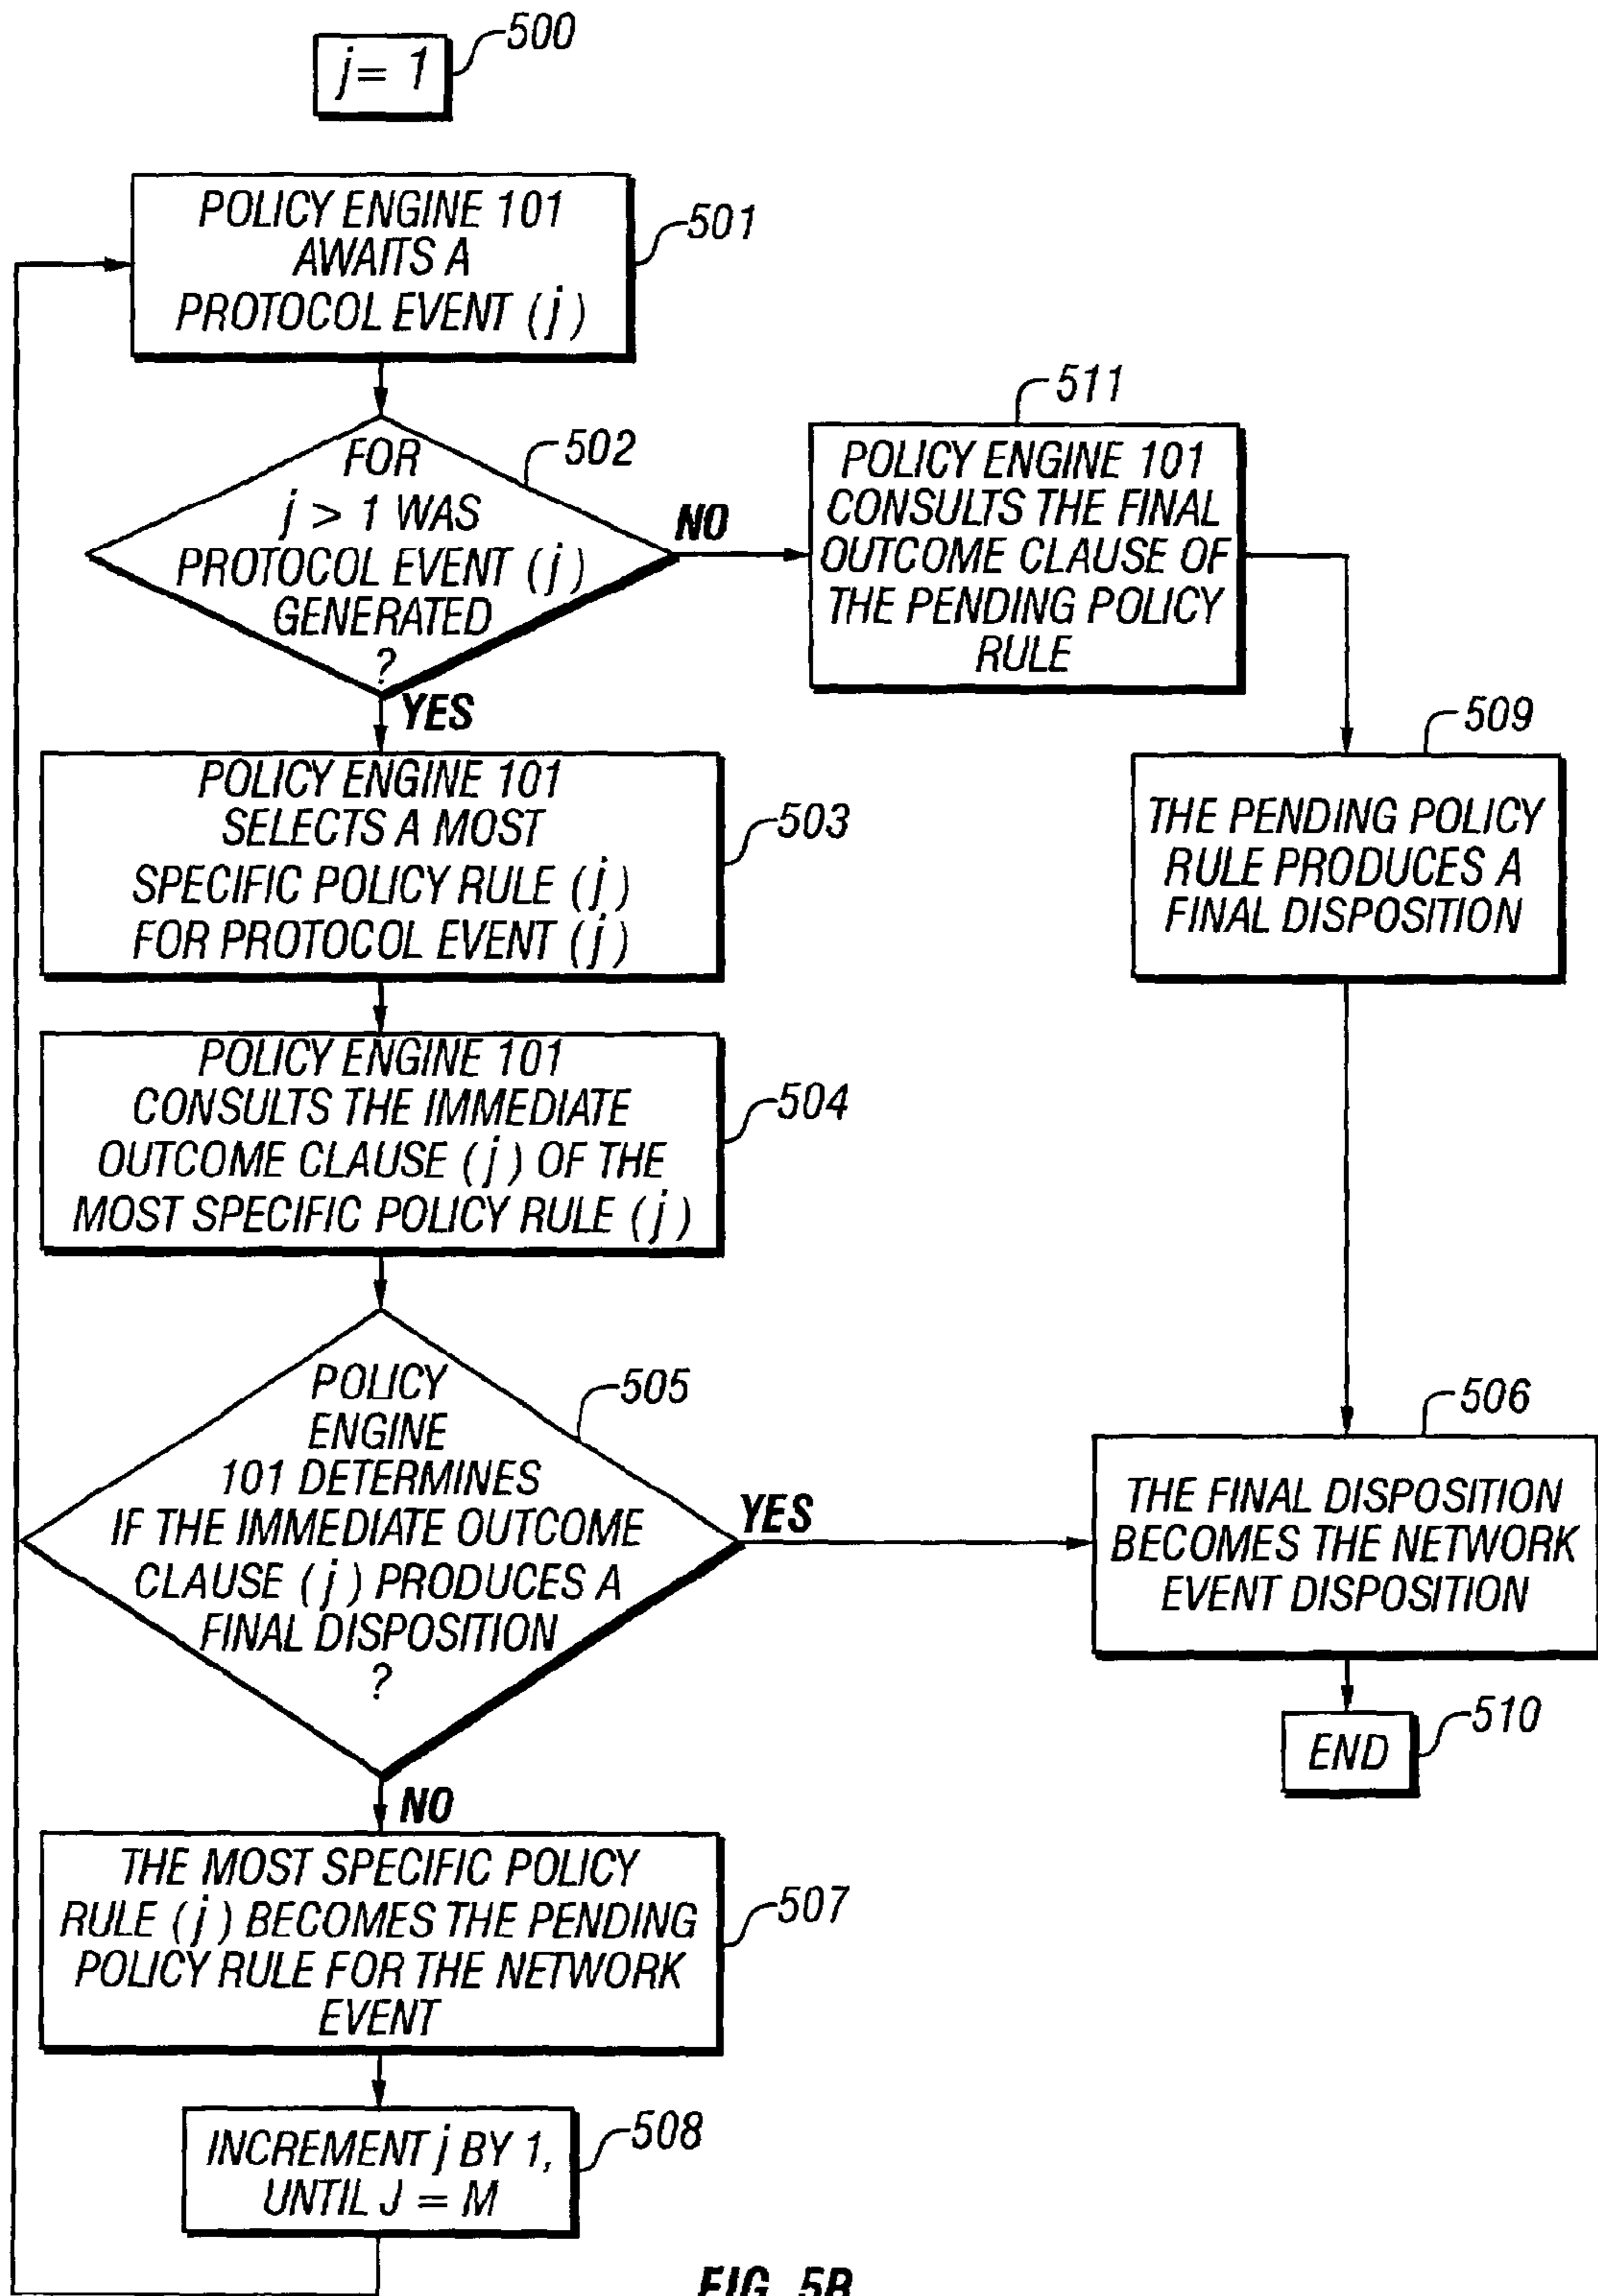 j = 1
500
POLICY ENGINE 101
AWAITS A
PROTOCOL EVENT (j)
501
FOR
j > 1 WAS
PROTOCOL EVENT (j)
GENERATED
?
502
NO
YES
511
POLICY ENGINE 101
CONSULTS THE FINAL
OUTCOME CLAUSE OF
THE PENDING POLICY
RULE
509
THE PENDING POLICY
RULE PRODUCES A
FINAL DISPOSITION
POLICY ENGINE 101
SELECTS A MOST
SPECIFIC POLICY RULE (j)
FOR PROTOCOL EVENT (j)
503
POLICY ENGINE 101
CONSULTS THE IMMEDIATE
OUTCOME CLAUSE (j) OF THE
MOST SPECIFIC POLICY RULE (j)
504
POLICY
ENGINE
101 DETERMINES
IF THE IMMEDIATE OUTCOME
CLAUSE (j) PRODUCES A
FINAL DISPOSITION
?
505
YES
506
THE FINAL DISPOSITION
BECOMES THE NETWORK
EVENT DISPOSITION
END
510
NO
THE MOST SPECIFIC POLICY
RULE (j) BECOMES THE PENDING
POLICY RULE FOR THE NETWORK
EVENT
507
INCREMENT j BY 1,
UNTIL J = M
508
FIG. 5B